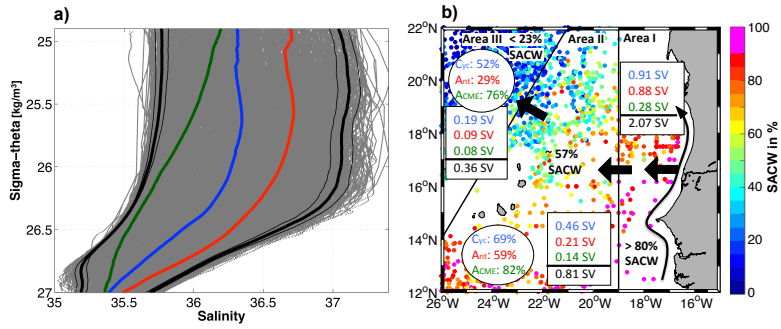 a)
25
25.5
26
26.5
27
Sigma-theta [kg/m³]
35
35.5
36
36.5
37
Salinity
b)
22°N
20°N
18°N
16°N
14°N
12°N
26°W
24°W
22°W
20°W
18°W
16°W
Area III
< 23%
SACW
Area II
Area I
Cyc: 52%
Ant: 29%
ACME: 76%
0.19 SV
0.09 SV
0.08 SV
0.36 SV
~ 57%
SACW
0.91 SV
0.88 SV
0.28 SV
2.07 SV
Cyc: 69%
Ant: 59%
ACME: 82%
0.46 SV
0.21 SV
0.14 SV
0.81 SV
> 80%
SACW
100
90
80
70
60
50
40
30
20
10
0
SACW in %